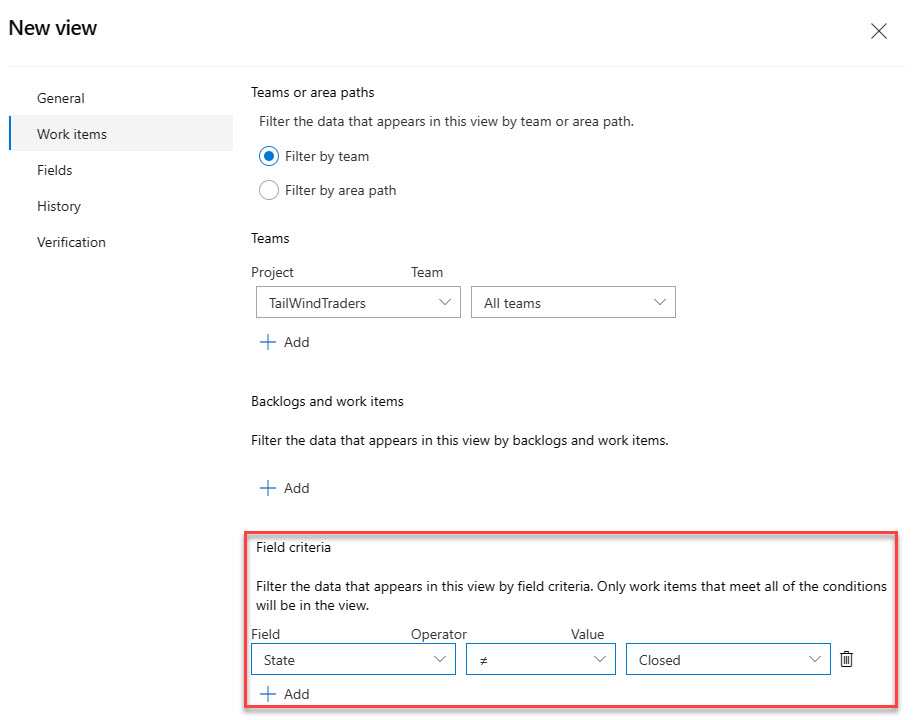 New view
General
Work items
Fields
History
Verification
Teams or area paths
Filter the data that appears in this view by team or area path.
Filter by team
Filter by area path
Teams
Project Team
TailWindTraders All teams
Add
Backlogs and work items
Filter the data that appears in this view by backlogs and work items.
Add
Field criteria
Filter the data that appears in this view by field criteria. Only work items that meet all of the conditions
will be in the view.
Field Operator Value
State ≠ Closed
Add